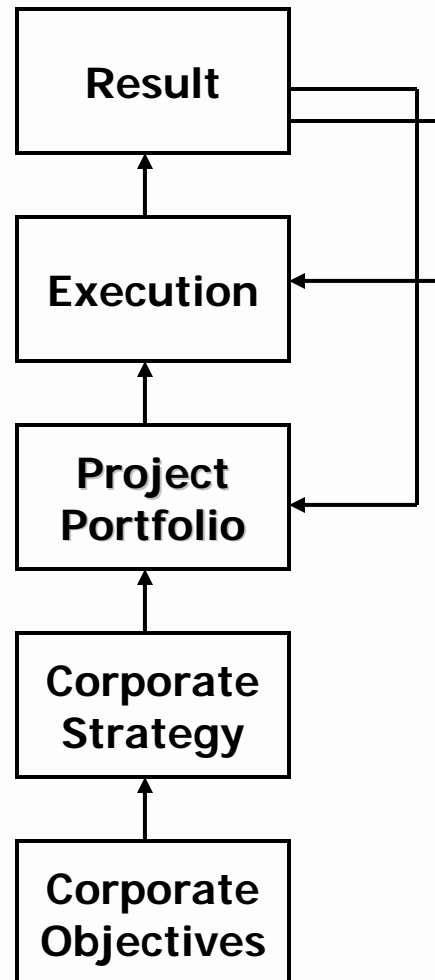 Result
Execution
Project
Portfolio
Corporate
Strategy
Corporate
Objectives